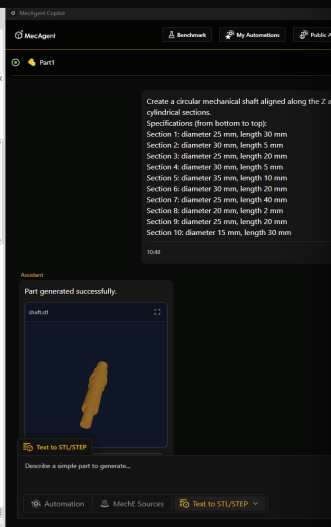 MecAgent Copilot
MecAgent
Benchmark
My Automations
Public A
Part1
Create a circular mechanical shaft aligned along the Z a
cylindrical sections.
Specifications (from bottom to top):
Section 1: diameter 25 mm, length 30 mm
Section 2: diameter 30 mm, length 5 mm
Section 3: diameter 25 mm, length 20 mm
Section 4: diameter 30 mm, length 5 mm
Section 5: diameter 35 mm, length 10 mm
Section 6: diameter 30 mm, length 20 mm
Section 7: diameter 25 mm, length 40 mm
Section 8: diameter 20 mm, length 2 mm
Section 9: diameter 25 mm, length 20 mm
Section 10: diameter 15 mm, length 30 mm
10:48
Assistant
Part generated successfully.
shaft.stl
Text to STL/STEP
Describe a simple part to generate...
Automation
MechE Sources
Text to STL/STEP